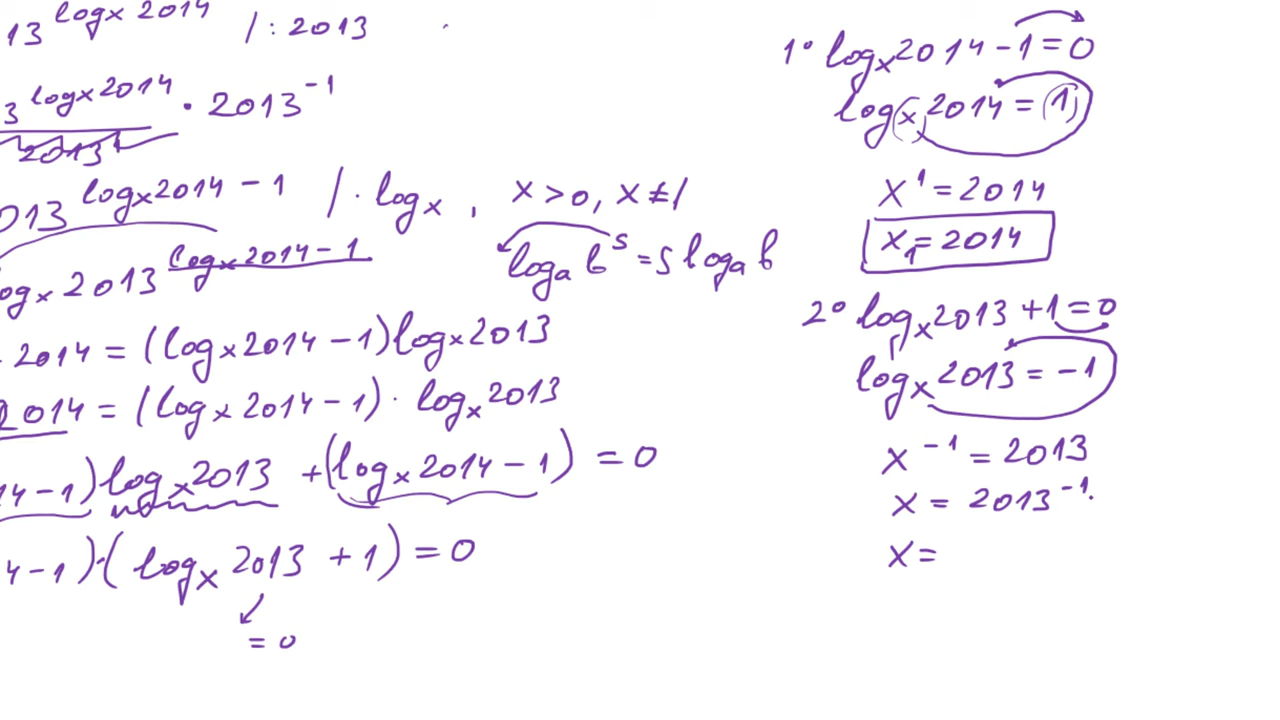 13^log_x 2014 /: 2013
3^log_x 2014 / 2013 · 2013^-1
013^log_x 2014 - 1 /· log_x , x > 0, x ≠ 1
og_x 2013^log_x 2014 - 1 log_a b^s = s log_a b
2014 = (log_x 2014 - 1) log_x 2013
2014 = (log_x 2014 - 1) · log_x 2013
14 - 1) log_x 2013 + (log_x 2014 - 1) = 0
4 - 1) · (log_x 2013 + 1) = 0
= 0
1° log_x 2014 - 1 = 0
log_x 2014 = 1
x^1 = 2014
x_1 = 2014
2° log_x 2013 + 1 = 0
log_x 2013 = -1
x^-1 = 2013
x = 2013^-1
x =